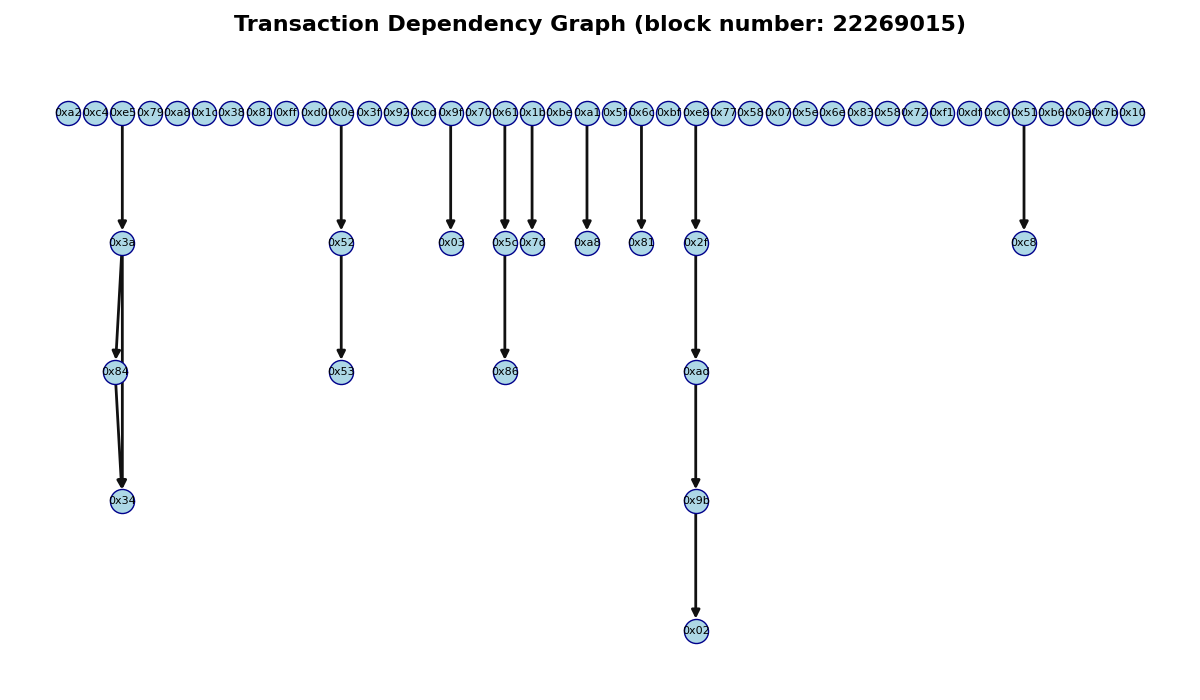 Transaction Dependency Graph (block number: 22269015)
0xa2 0xc4 0xe5 0x79 0xa8 0x1c 0x38 0x81 0xff 0xd0 0x0e 0x3f 0x92 0xcd 0x9f 0x70 0x61 0x1b 0xbe 0xa1 0x5f 0x6c 0xbf 0xe8 0x77 0x58 0x07 0x5e 0x6e 0x83 0x58 0x72 0xf1 0xdf 0xc0 0x51 0xb6 0x0a 0x7b 0x10
0x3a 0x52 0x03 0x5c 0x7d 0xa8 0x81 0x2f 0xc8
0x84 0x53 0x86 0xad
0x34 0x9b
0x02